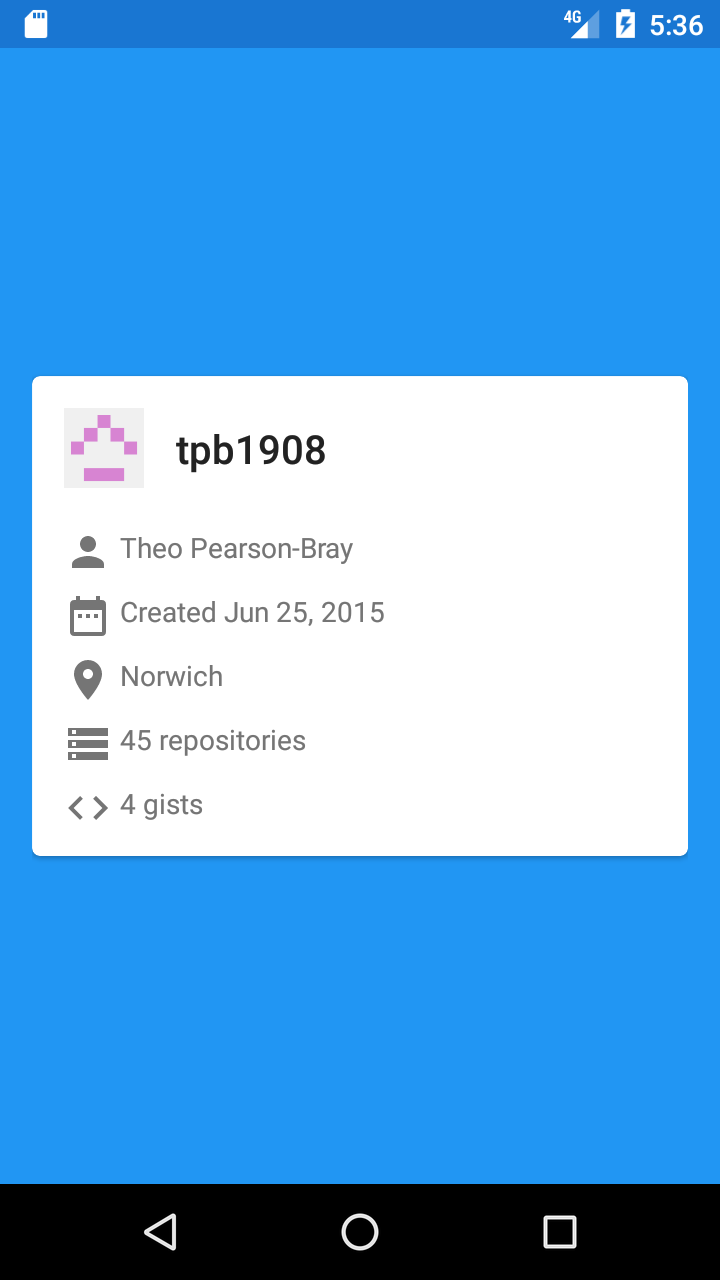 4G 5:36
tpb1908
Theo Pearson-Bray
Created Jun 25, 2015
Norwich
45 repositories
4 gists